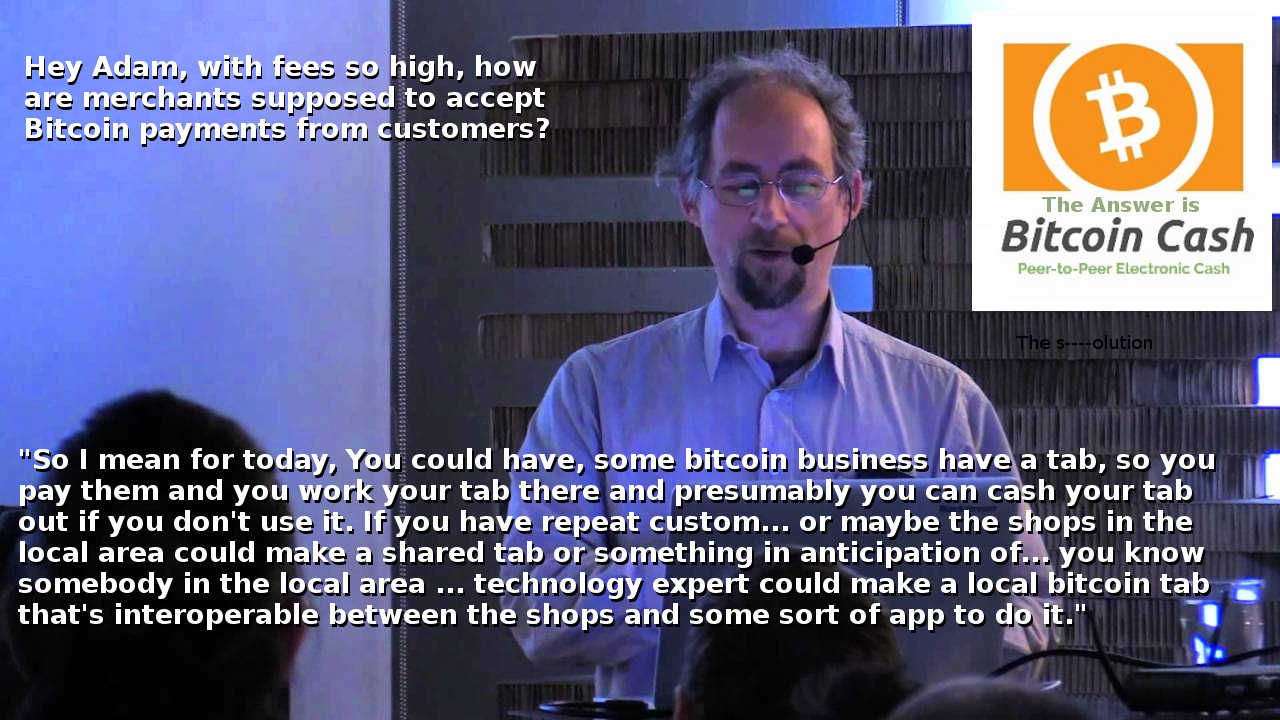 Hey Adam, with fees so high, how
are merchants supposed to accept
Bitcoin payments from customers?
The Answer is
Bitcoin Cash
Peer-to-Peer Electronic Cash
The s----olution
"So I mean for today, You could have, some bitcoin business have a tab, so you
pay them and you work your tab there and presumably you can cash your tab
out if you don't use it. If you have repeat custom... or maybe the shops in the
local area could make a shared tab or something in anticipation of... you know
somebody in the local area ... technology expert could make a local bitcoin tab
that's interoperable between the shops and some sort of app to do it."